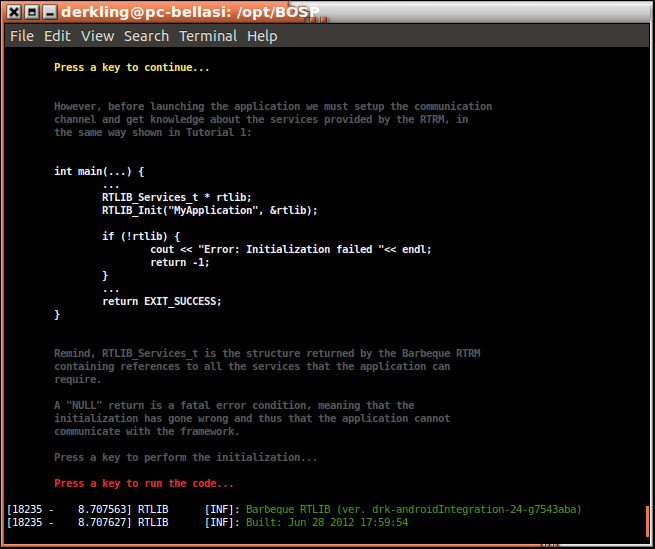 derkling@pc-bellasi: /opt/BOSP
File Edit View Search Terminal Help
Press a key to continue...
However, before launching the application we must setup the communication
channel and get knowledge about the services provided by the RTRM, in
the same way shown in Tutorial 1:
int main(...) {
...
RTLIB_Services_t * rtlib;
RTLIB_Init("MyApplication", &rtlib);
if (!rtlib) {
cout << "Error: Initialization failed "<< endl;
return -1;
}
...
return EXIT_SUCCESS;
}
Remind, RTLIB_Services_t is the structure returned by the Barbeque RTRM
containing references to all the services that the application can
require.
A "NULL" return is a fatal error condition, meaning that the
initialization has gone wrong and thus that the application cannot
communicate with the framework.
Press a key to perform the initialization...
Press a key to run the code...
[18235 - 8.707563] RTLIB [INF]: Barbeque RTLIB (ver. drk-androidIntegration-24-g7543aba)
[18235 - 8.707627] RTLIB [INF]: Built: Jun 28 2012 17:59:54